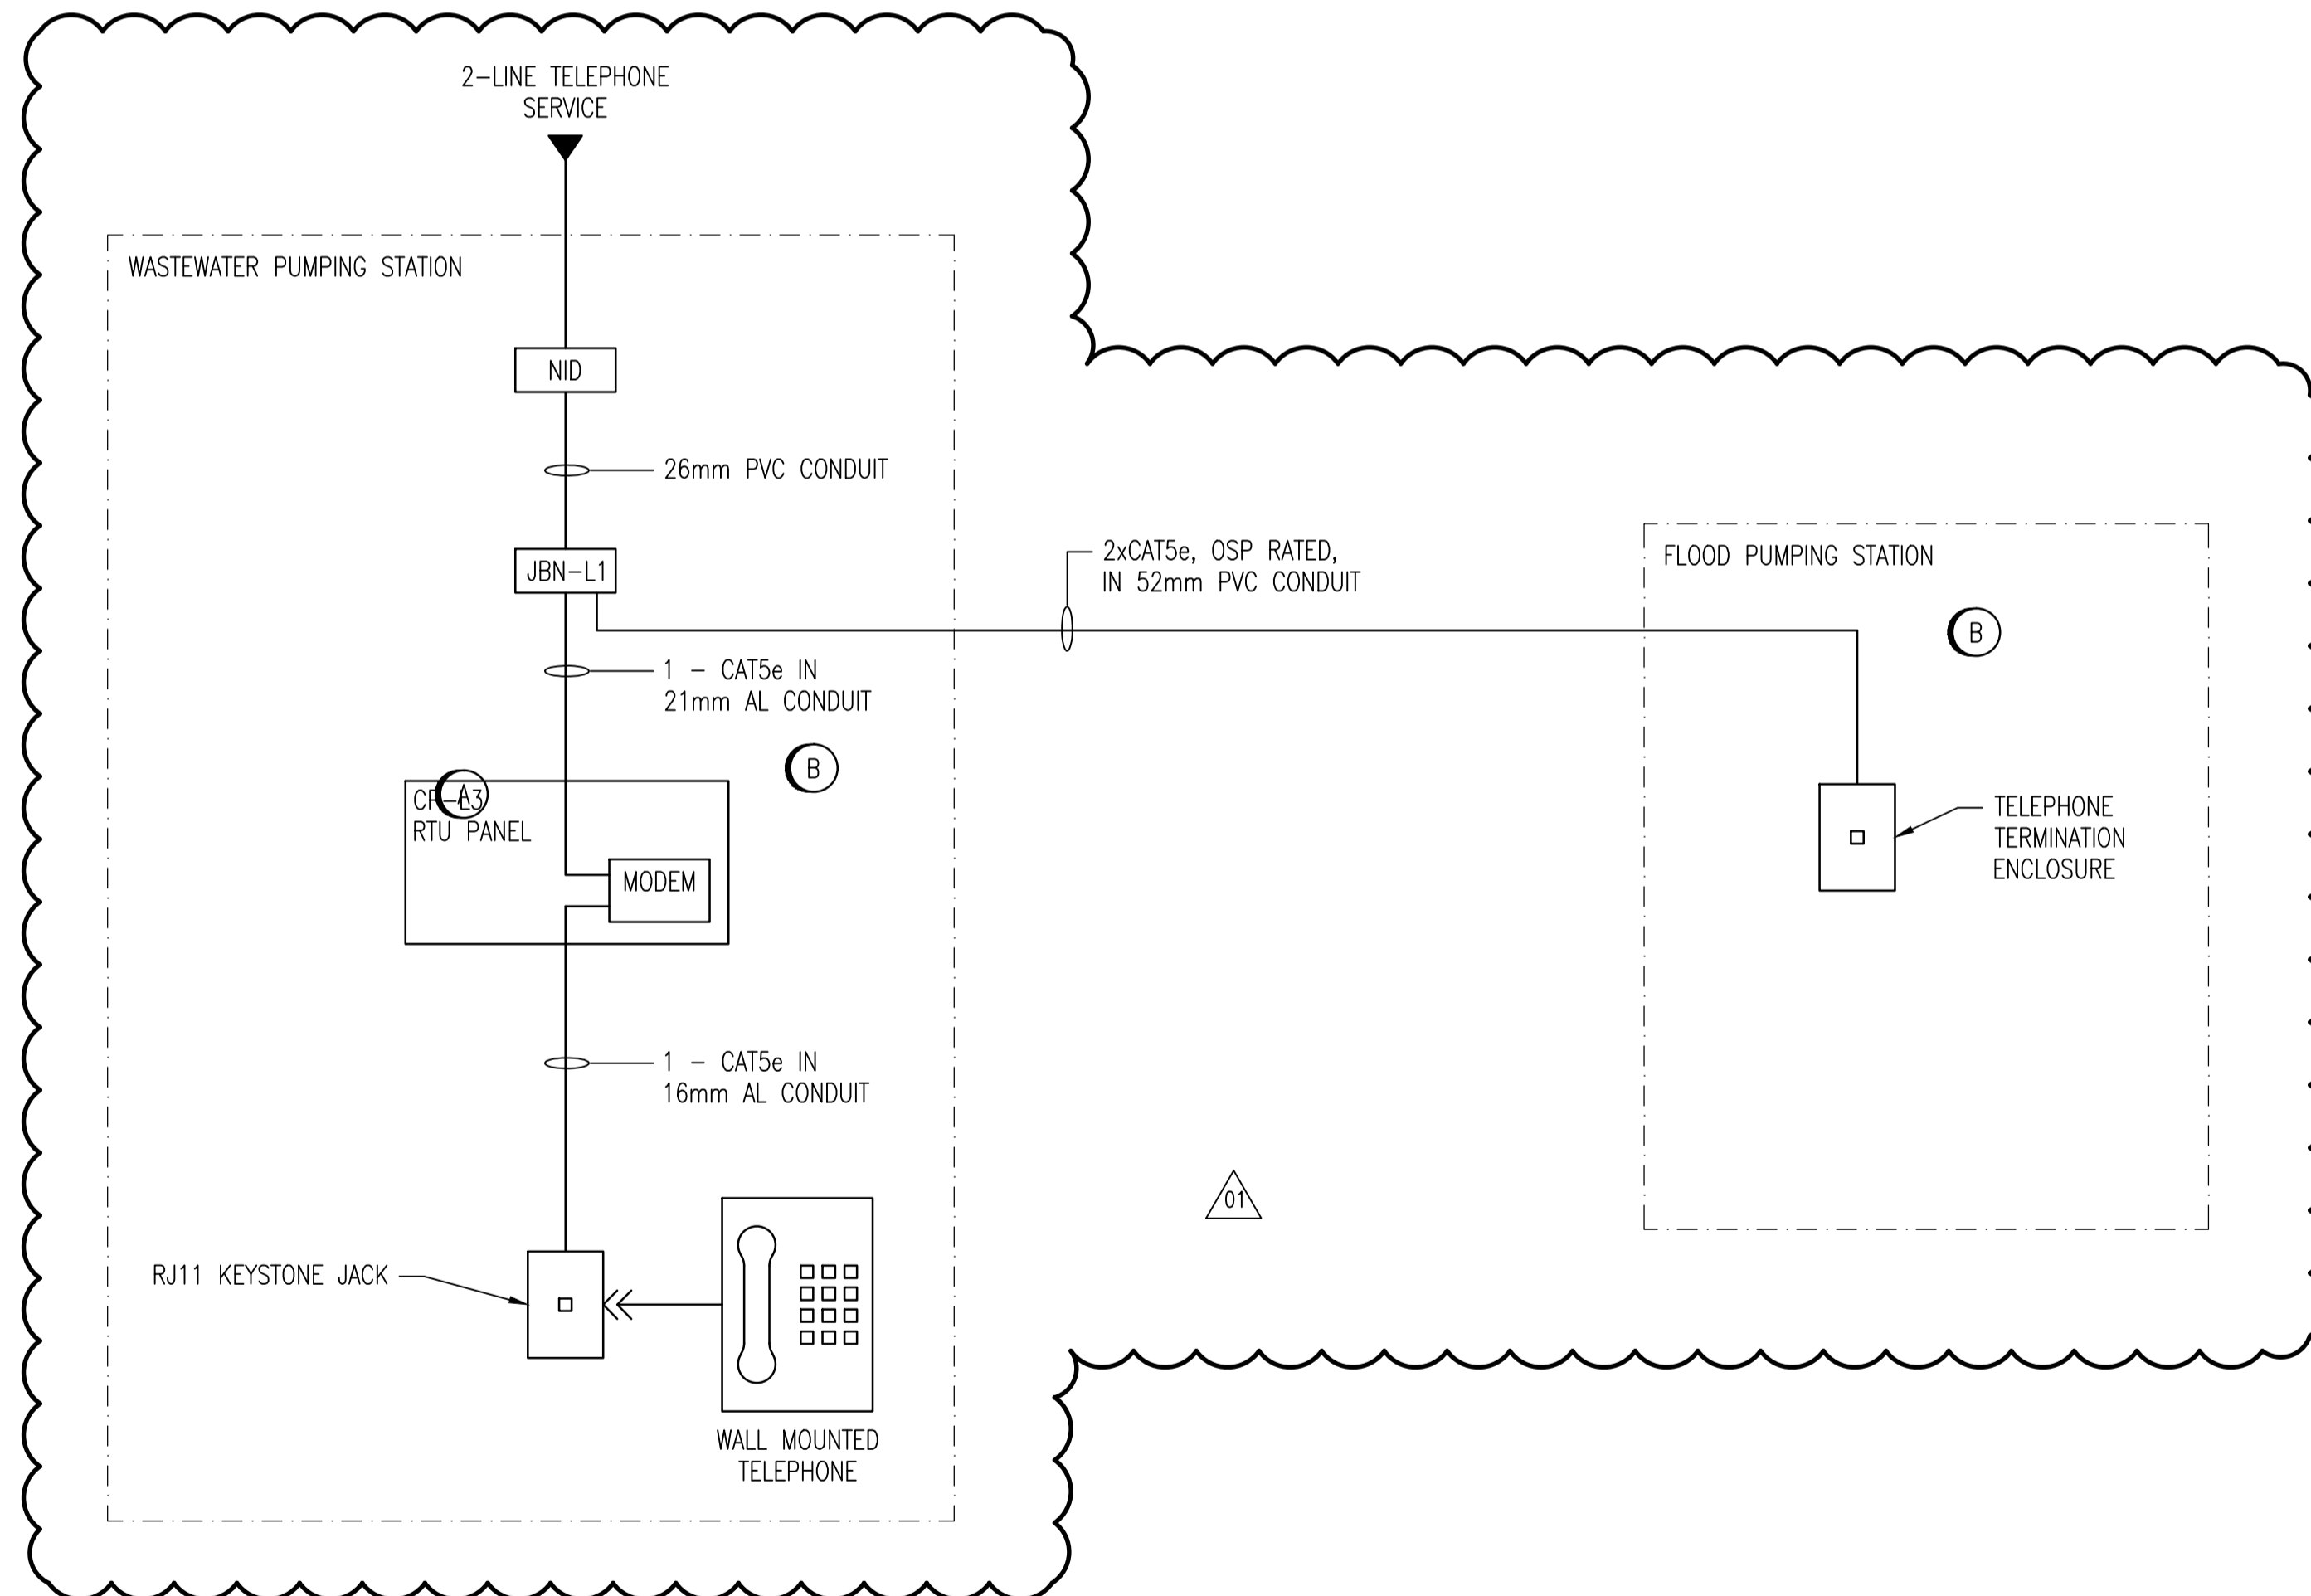 2-LINE TELEPHONE
SERVICE
WASTEWATER PUMPING STATION
NID
26mm PVC CONDUIT
JBN-L1
2xCAT5e, OSP RATED,
IN 52mm PVC CONDUIT
FLOOD PUMPING STATION
B
1 - CAT5e IN
21mm AL CONDUIT
B
A
CP-L3
RTU PANEL
MODEM
TELEPHONE
TERMINATION
ENCLOSURE
1 - CAT5e IN
16mm AL CONDUIT
01
RJ11 KEYSTONE JACK
WALL MOUNTED
TELEPHONE